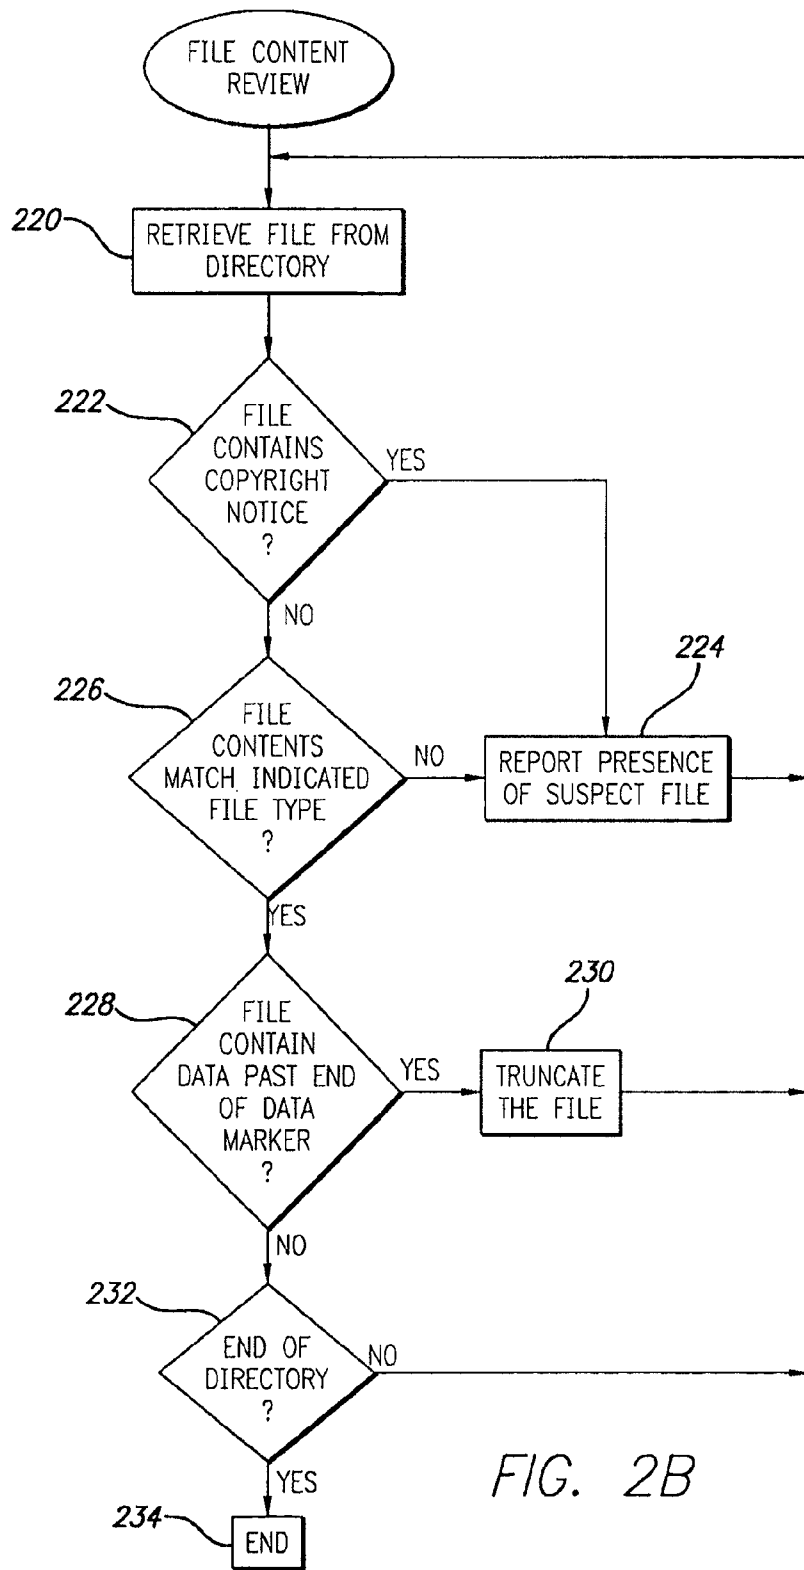 FILE CONTENT
REVIEW
220
RETRIEVE FILE FROM
DIRECTORY
222
FILE
CONTAINS
COPYRIGHT
NOTICE
?
YES
NO
224
REPORT PRESENCE
OF SUSPECT FILE
226
FILE
CONTENTS
MATCH INDICATED
FILE TYPE
?
NO
YES
228
FILE
CONTAIN
DATA PAST END
OF DATA
MARKER
?
YES
230
TRUNCATE
THE FILE
NO
232
END OF
DIRECTORY
?
NO
YES
234
END
FIG. 2B